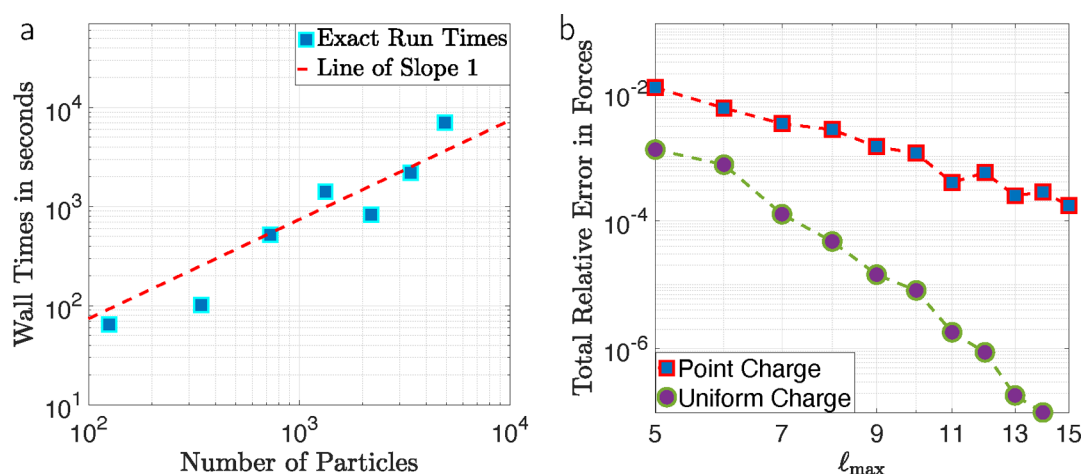 a
Exact Run Times
Line of Slope 1
Wall Times in seconds
10^4
10^3
10^2
10^1
10^2
10^3
10^4
Number of Particles
b
Total Relative Error in Forces
10^-2
10^-4
10^-6
Point Charge
Uniform Charge
5
7
9
11
13
15
ℓmax